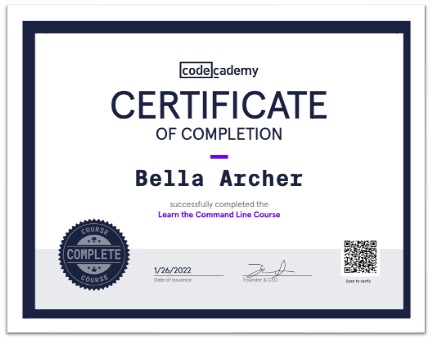 codecademy
CERTIFICATE
OF COMPLETION
Bella Archer
successfully completed the
Learn the Command Line Course
COURSE
COMPLETE
COURSE
1/26/2022
Date of Issuance
Founder & CEO
Scan to verify